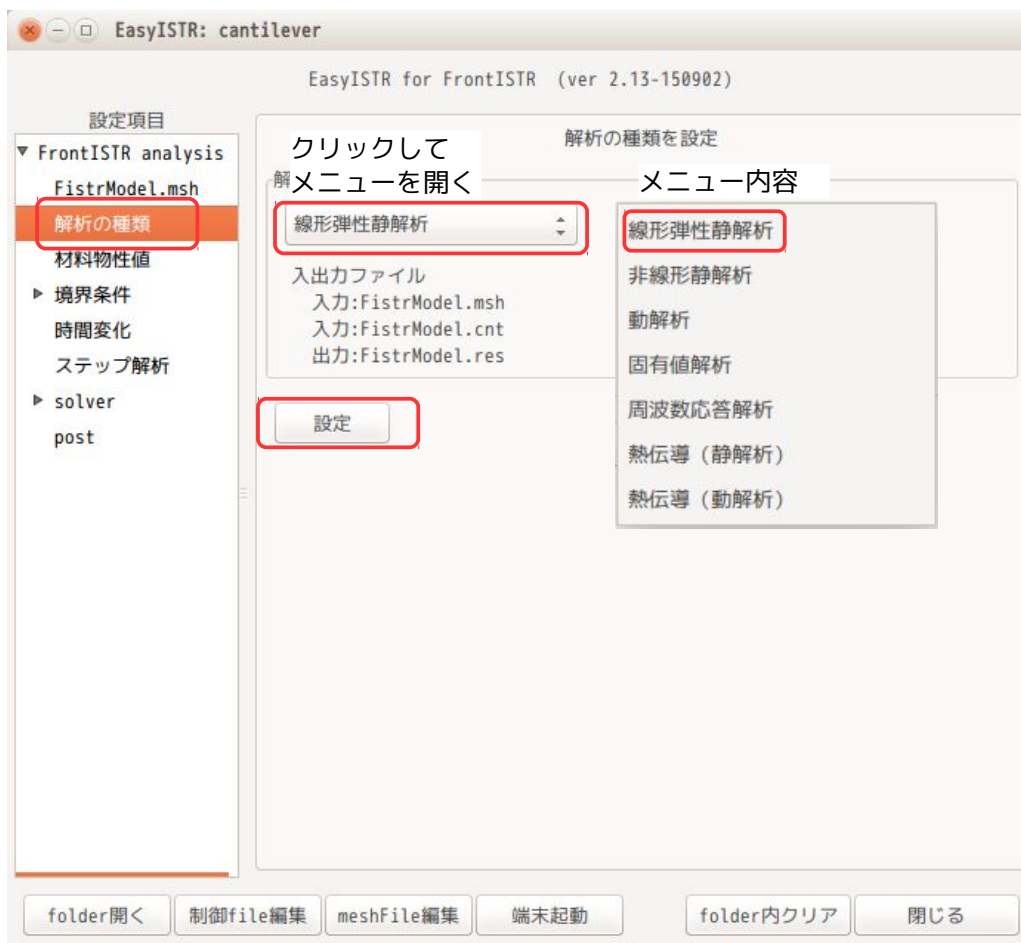 EasyISTR: cantilever
EasyISTR for FrontISTR (ver 2.13-150902)
設定項目
FrontISTR analysis
FistrModel.msh
解析の種類
材料物性値
境界条件
時間変化
ステップ解析
solver
post
解析の種類を設定
クリックして
メニューを開く
解
線形弾性静解析
入出力ファイル
入力:FistrModel.msh
入力:FistrModel.cnt
出力:FistrModel.res
設定
メニュー内容
線形弾性静解析
非線形静解析
動解析
固有値解析
周波数応答解析
熱伝導（静解析）
熱伝導（動解析）
folder開く 制御file編集 meshFile編集 端末起動 folder内クリア 閉じる